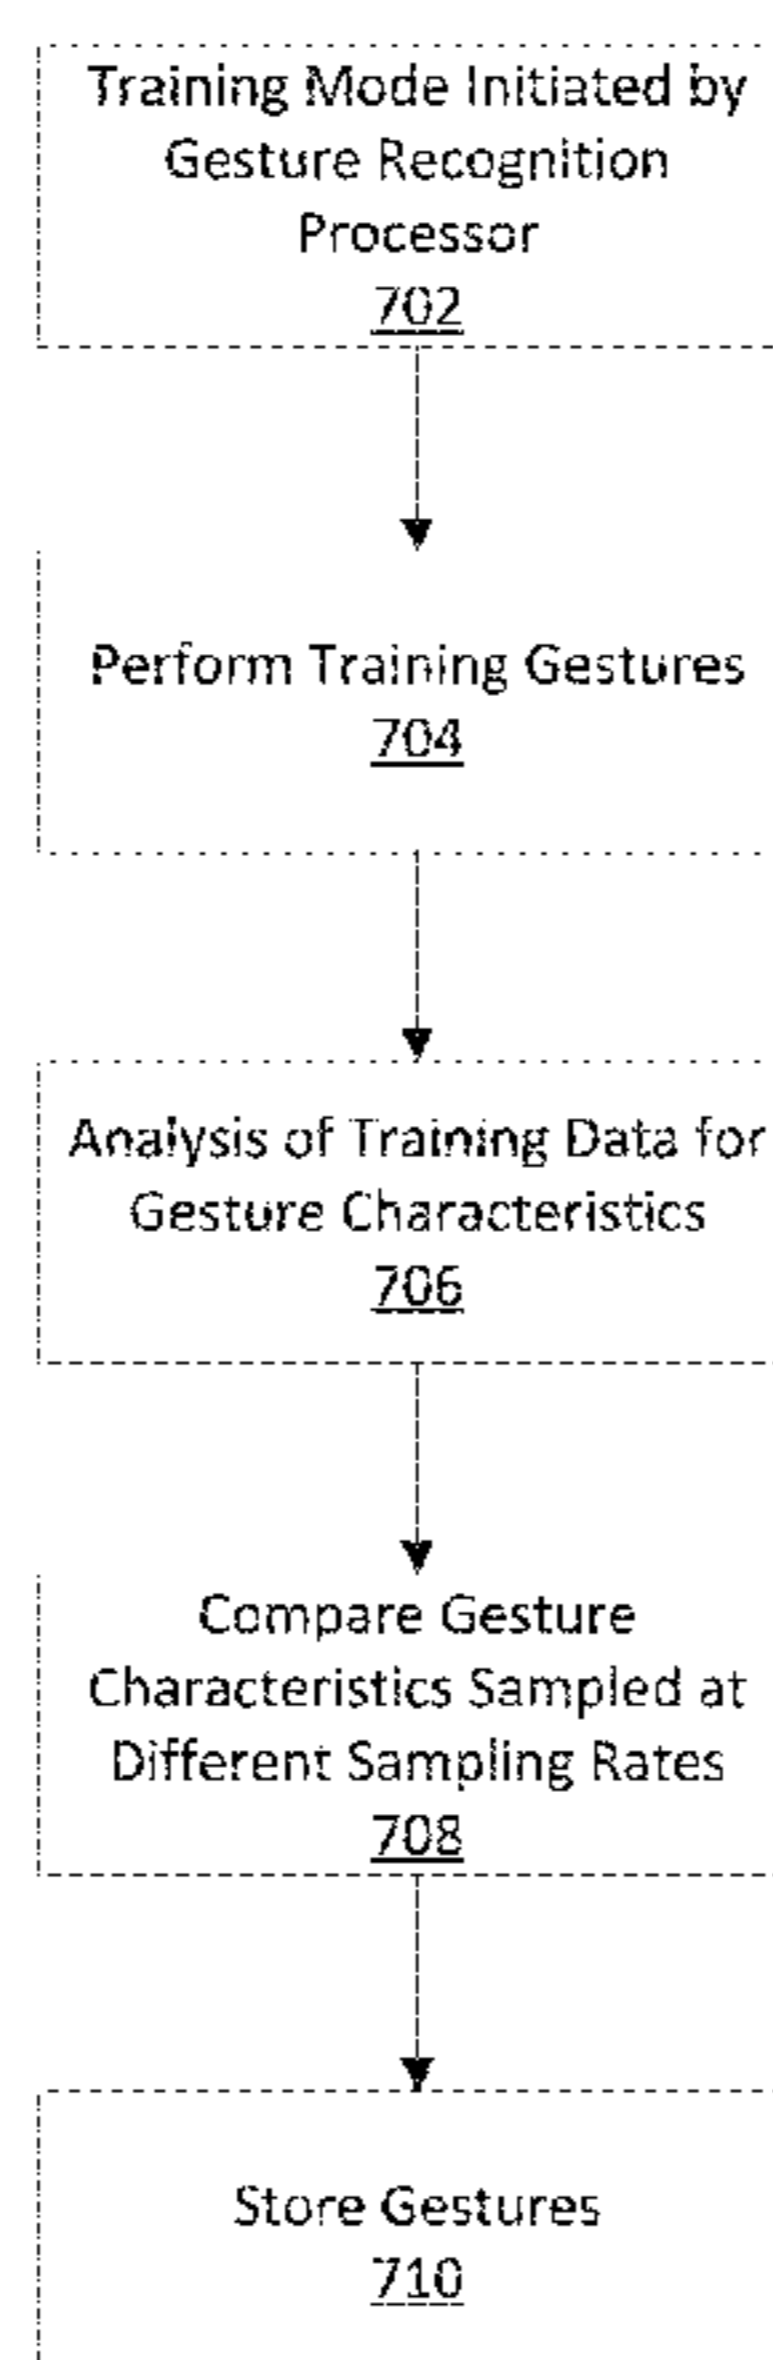 Training Mode Initiated by
Gesture Recognition
Processor
702
Perform Training Gestures
704
Analysis of Training Data for
Gesture Characteristics
706
Compare Gesture
Characteristics Sampled at
Different Sampling Rates
708
Store Gestures
710